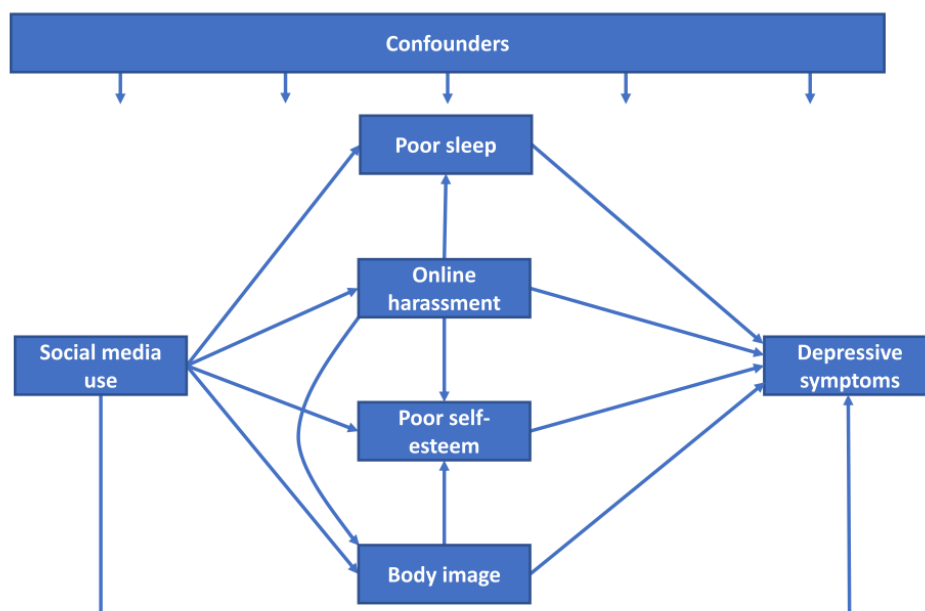 Confounders
Poor sleep
Online
harassment
Social media
use
Depressive
symptoms
Poor self-
esteem
Body image